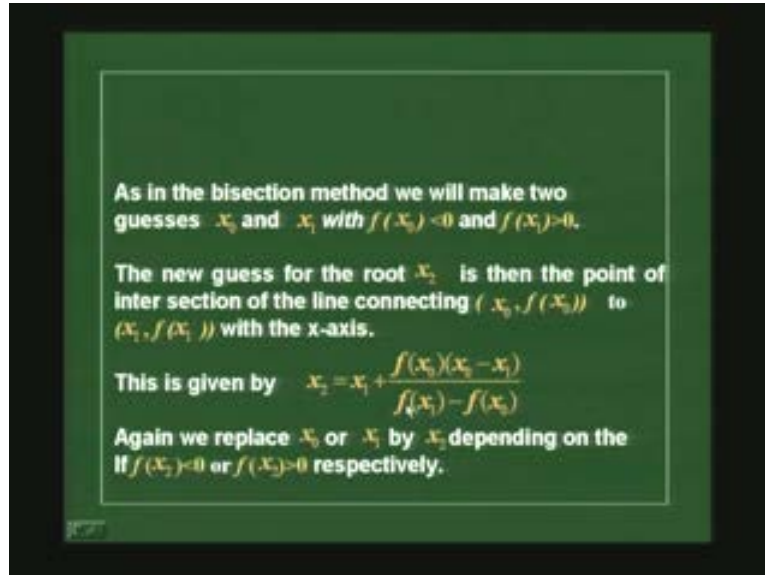 As in the bisection method we will make two
guesses x₀ and x₁ with f(x₀) <0 and f(x₁)>0.
The new guess for the root x₂ is then the point of
inter section of the line connecting ( x₀ , f(x₀)) to
(x₁ , f(x₁ )) with the x-axis.
This is given by x₂ = x₁ + f(x₁)(x₀ − x₁) / f(x₁) − f(x₀)
Again we replace x₀ or x₁ by x₂ depending on the
If f(x₂)<0 or f(x₂)>0 respectively.